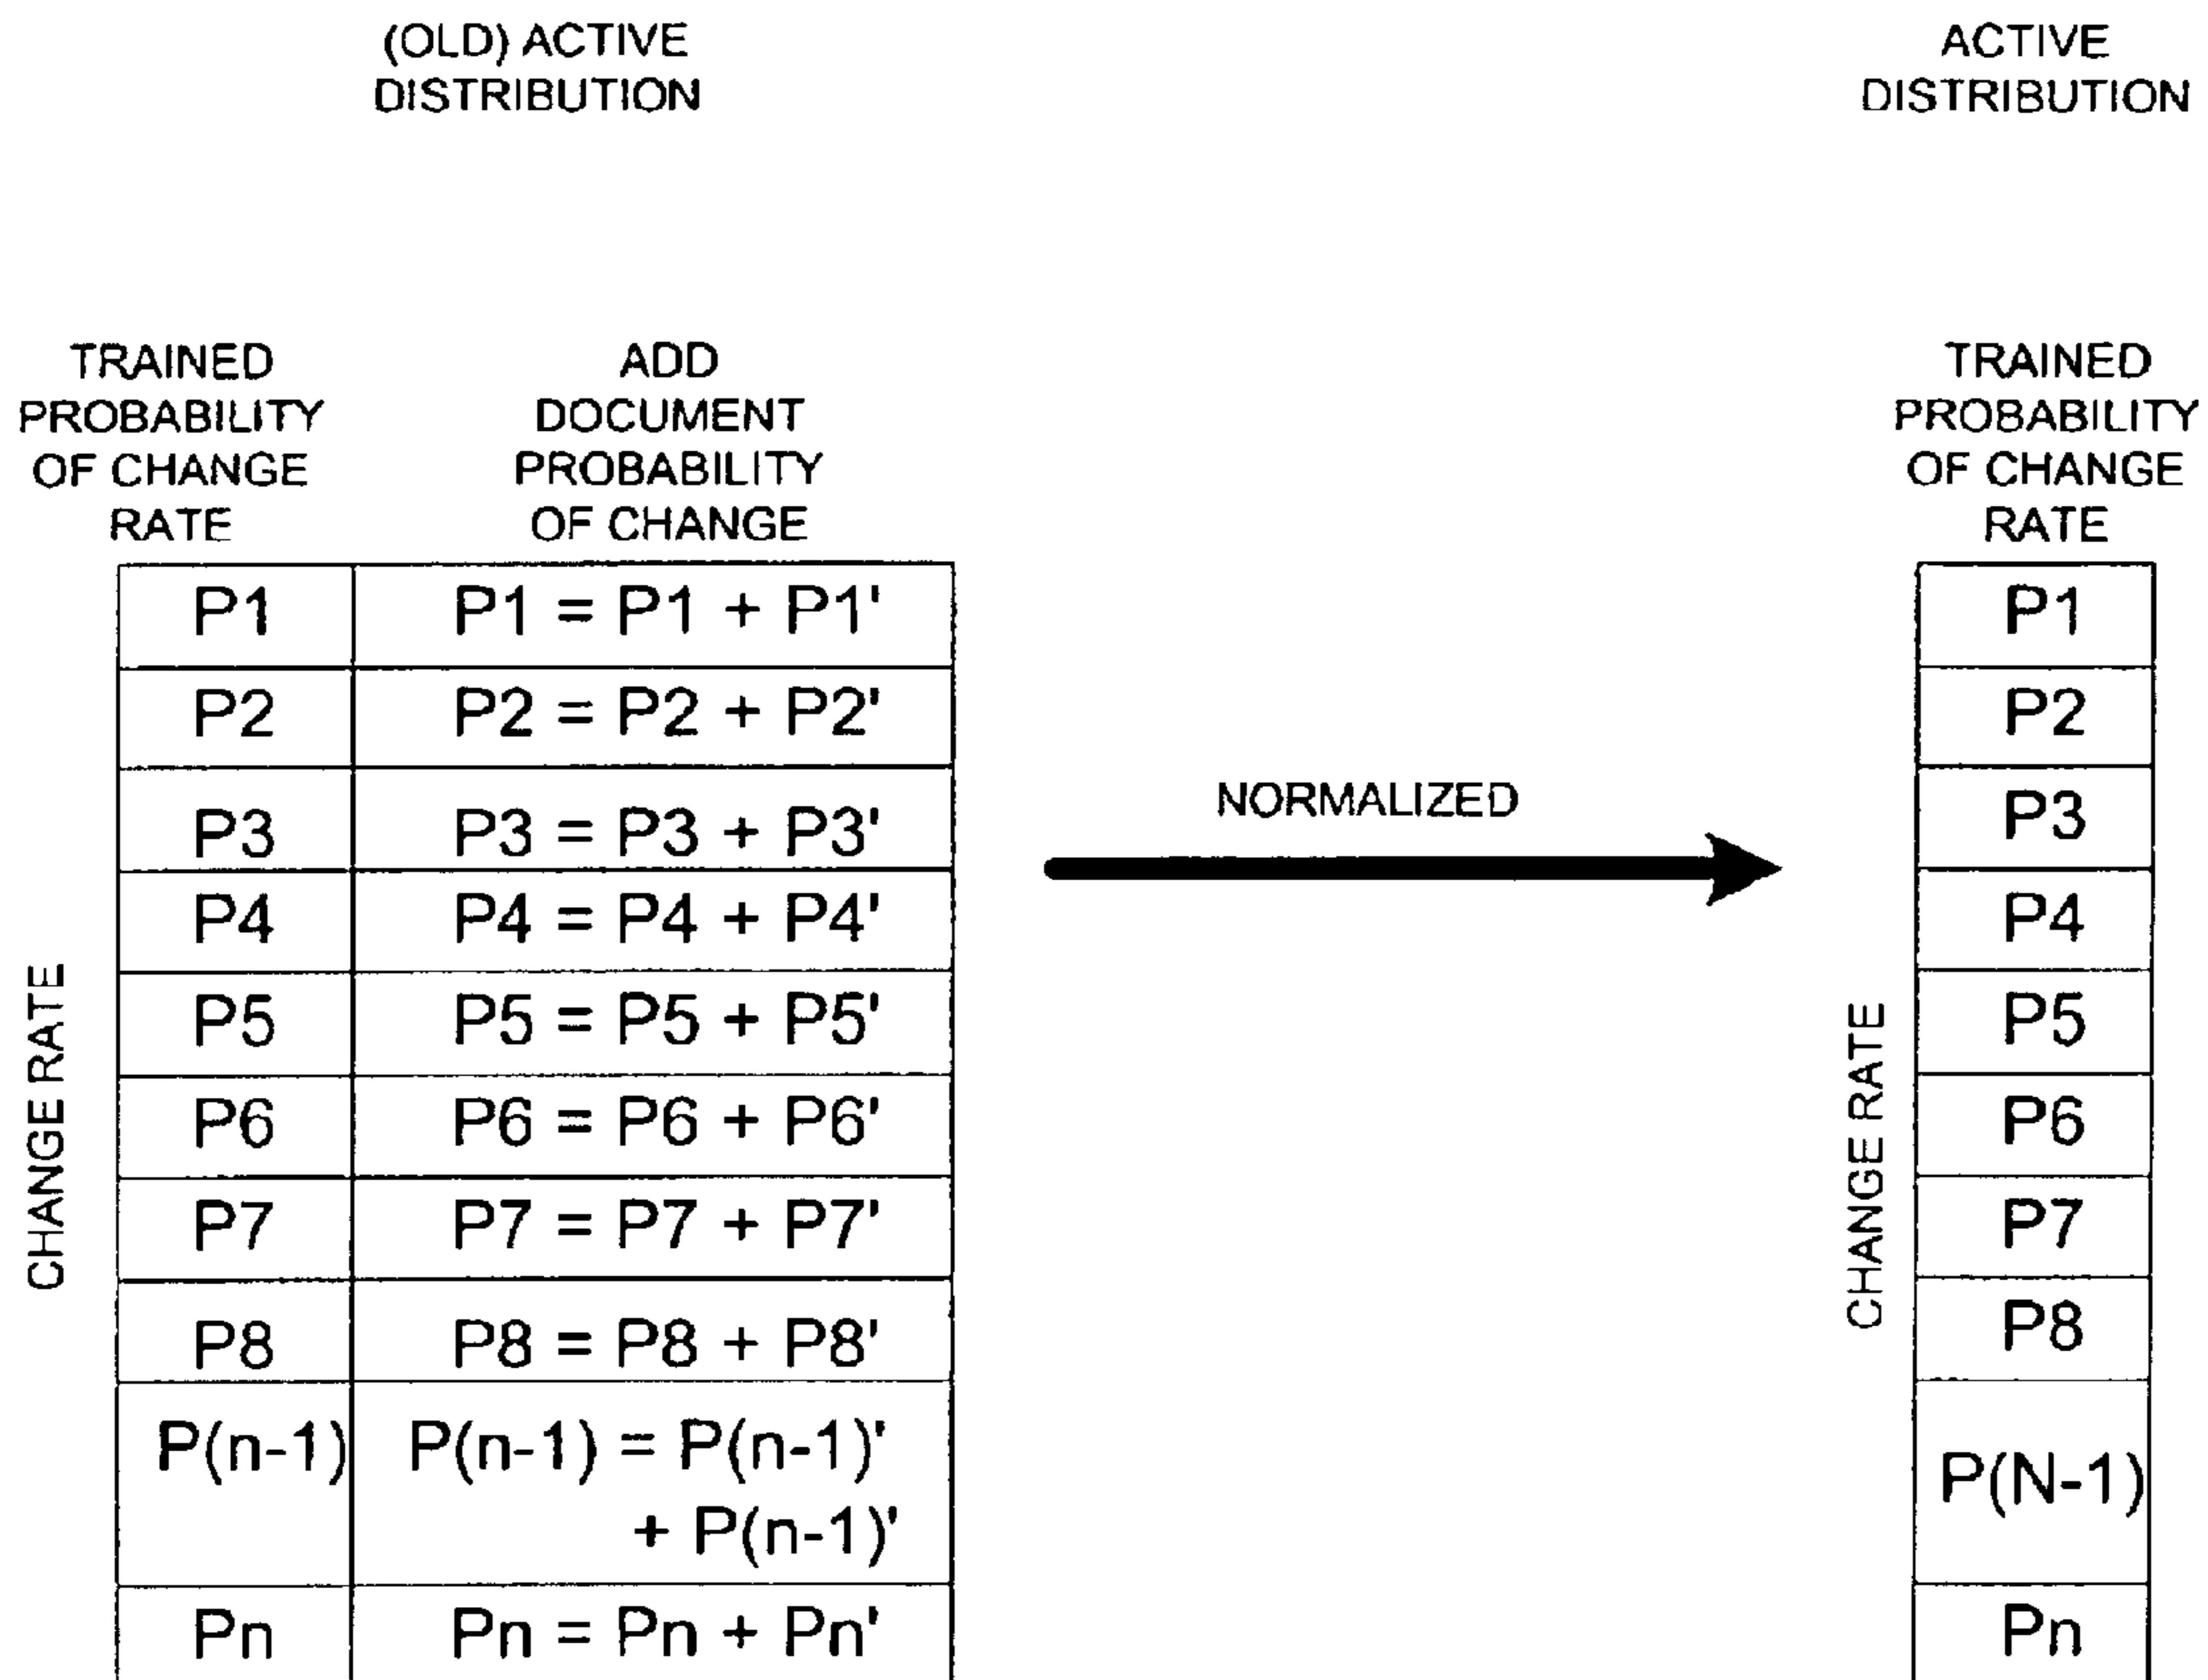 (OLD) ACTIVE
DISTRIBUTION
ACTIVE
DISTRIBUTION
TRAINED
PROBABILITY
OF CHANGE
RATE
ADD
DOCUMENT
PROBABILITY
OF CHANGE
TRAINED
PROBABILITY
OF CHANGE
RATE
CHANGE RATE
P1
P1 = P1 + P1'
P2
P2 = P2 + P2'
P3
P3 = P3 + P3'
P4
P4 = P4 + P4'
P5
P5 = P5 + P5'
P6
P6 = P6 + P6'
P7
P7 = P7 + P7'
P8
P8 = P8 + P8'
P(n-1)
P(n-1) = P(n-1)'
+ P(n-1)'
Pn
Pn = Pn + Pn'
NORMALIZED
CHANGE RATE
P1
P2
P3
P4
P5
P6
P7
P8
P(N-1)
Pn